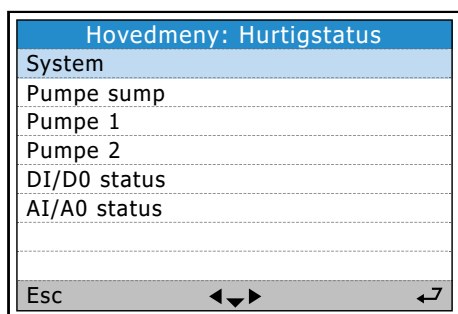 Hovedmeny: Hurtigstatus
System
Pumpe sump
Pumpe 1
Pumpe 2
DI/D0 status
AI/A0 status
Esc